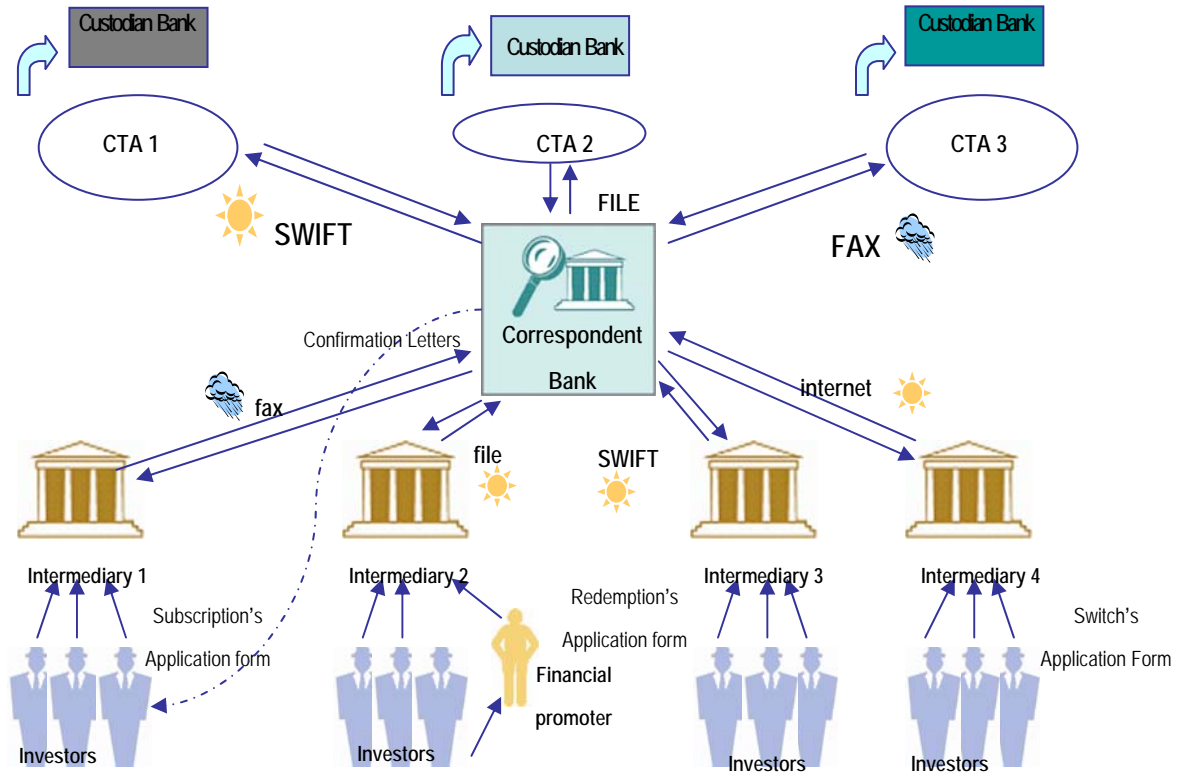 Custodian Bank
Custodian Bank
Custodian Bank
CTA 1
CTA 2
CTA 3
FILE
SWIFT
FAX
Confirmation Letters
Correspondent
Bank
fax
internet
file
SWIFT
Intermediary 1
Intermediary 2
Intermediary 3
Intermediary 4
Subscription's
Application form
Redemption's
Application form
Switch's
Application Form
Financial
promoter
Investors
Investors
Investors
Investors